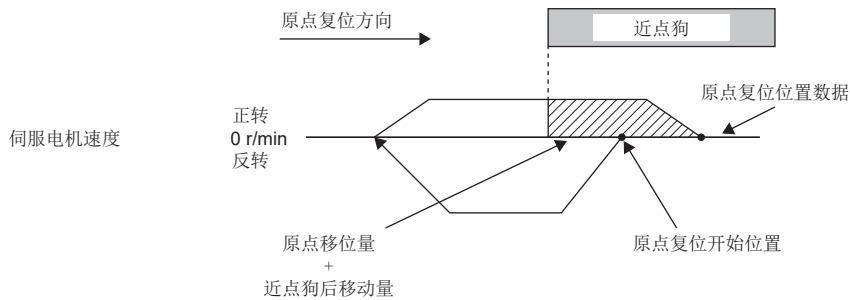 原点复位方向
近点狗
原点复位位置数据
正转
伺服电机速度
0 r/min
反转
原点移位量
+
近点狗后移动量
原点复位开始位置